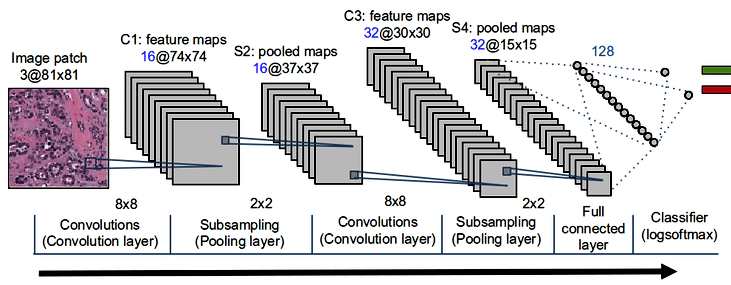 Image patch
3@81x81
C1: feature maps
16@74x74
S2: pooled maps
16@37x37
C3: feature maps
32@30x30
S4: pooled maps
32@15x15
128
8x8
2x2
8x8
2x2
Convolutions
(Convolution layer)
Subsampling
(Pooling layer)
Convolutions
(Convolution layer)
Subsampling
(Pooling layer)
Full
connected
layer
Classifier
(logsoftmax)